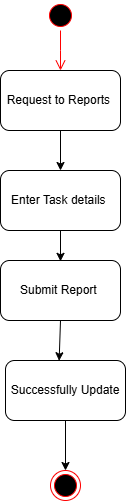 Request to Reports
Enter Task details
Submit Report
Successfully Update